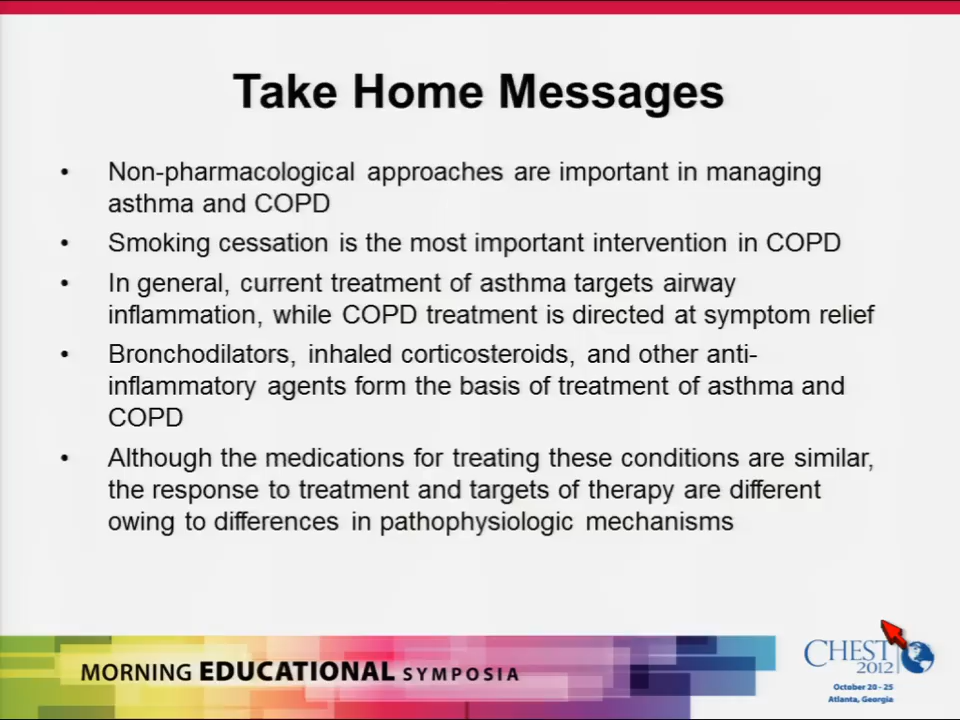 Take Home Messages
• Non-pharmacological approaches are important in managing
asthma and COPD
• Smoking cessation is the most important intervention in COPD
• In general, current treatment of asthma targets airway
inflammation, while COPD treatment is directed at symptom relief
• Bronchodilators, inhaled corticosteroids, and other anti-
inflammatory agents form the basis of treatment of asthma and
COPD
• Although the medications for treating these conditions are similar,
the response to treatment and targets of therapy are different
owing to differences in pathophysiologic mechanisms
MORNING EDUCATIONAL SYMPOSIA
CHEST
2012
October 20 - 25
Atlanta, Georgia